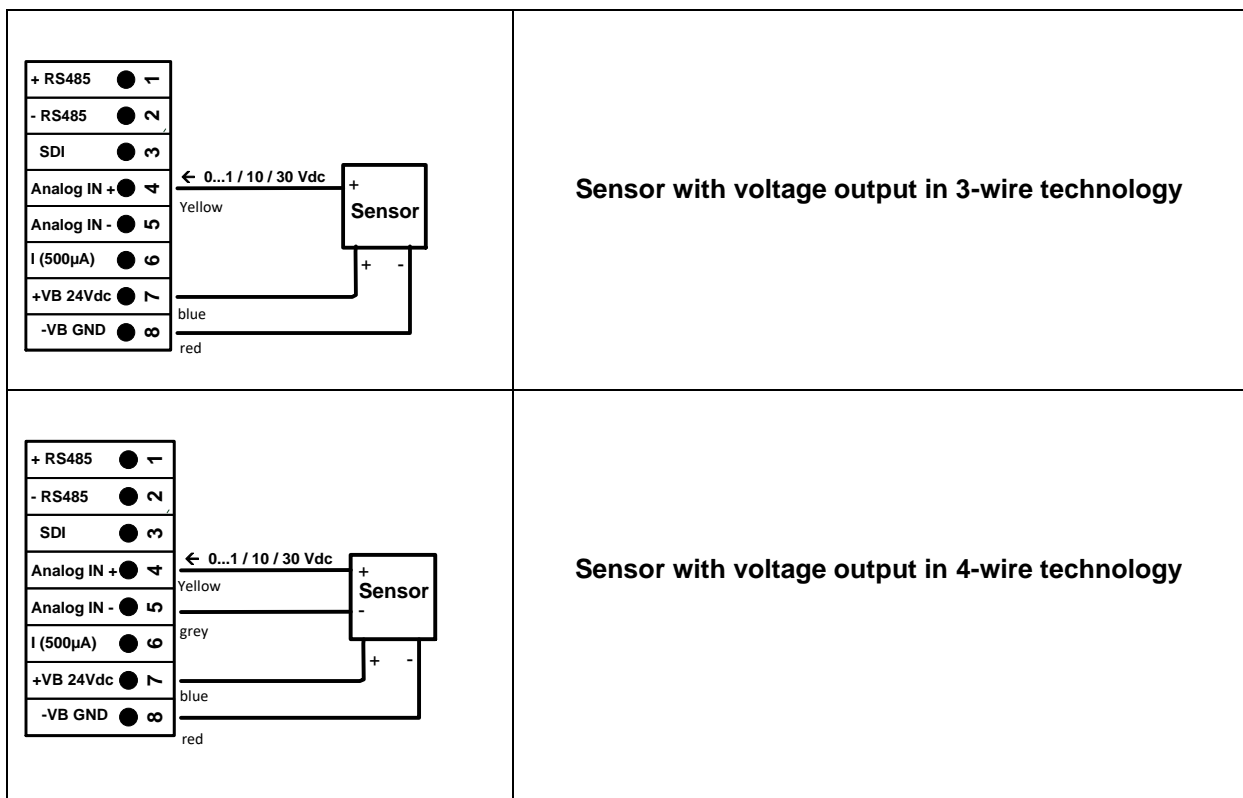 + RS485 1
- RS485 2
SDI 3
Analog IN + 4
← 0...1 / 10 / 30 Vdc
Yellow
+
Sensor
Analog IN - 5
I (500µA) 6
+ -
+VB 24Vdc 7
blue
-VB GND 8
red
Sensor with voltage output in 3-wire technology
+ RS485 1
- RS485 2
SDI 3
← 0...1 / 10 / 30 Vdc
Analog IN + 4
Yellow
+
Sensor
-
Analog IN - 5
grey
I (500µA) 6
+ -
+VB 24Vdc 7
blue
-VB GND 8
red
Sensor with voltage output in 4-wire technology